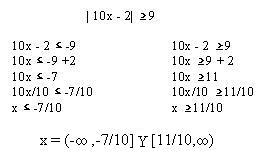 | 10x - 2| ≥9
10x - 2 ≤ -9
10x ≤ -9 +2
10x ≤ -7
10x/10 ≤ -7/10
x ≤ -7/10
10x - 2 ≥9
10x ≥9 + 2
10x ≥11
10x/10 ≥11/10
x ≥11/10
x = (-∞ ,-7/10] Υ [11/10,∞)